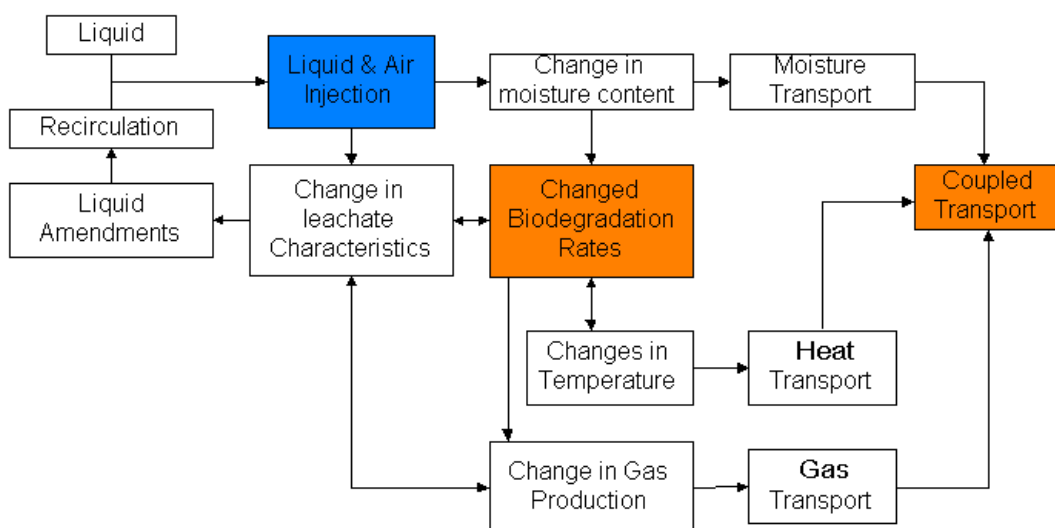 Liquid
Liquid & Air
Injection
Change in
moisture content
Moisture
Transport
Recirculation
Liquid
Amendments
Change in
leachate
Characteristics
Changed
Biodegradation
Rates
Coupled
Transport
Changes in
Temperature
Heat
Transport
Change in Gas
Production
Gas
Transport